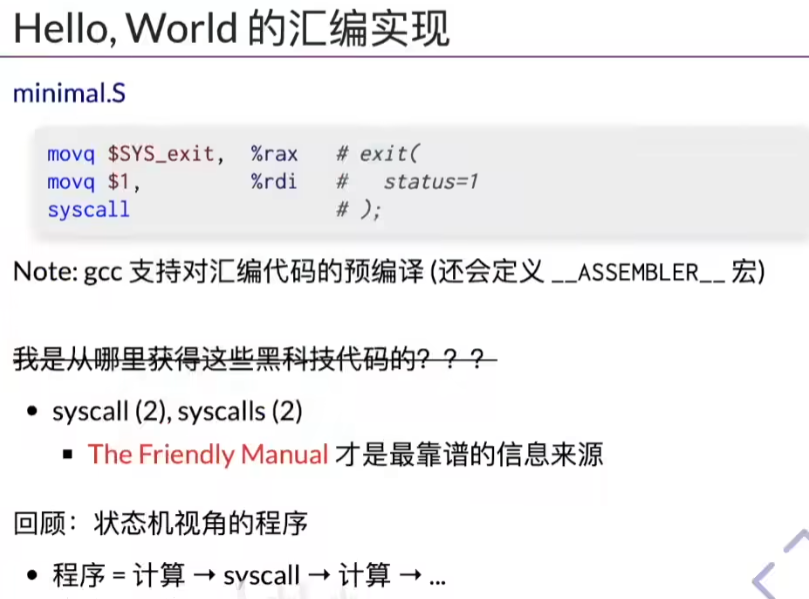 Hello, World 的汇编实现
minimal.S
movq $SYS_exit,  %rax   # exit(
movq $1,         %rdi   #   status=1
syscall                 # );
Note: gcc 支持对汇编代码的预编译 (还会定义 __ASSEMBLER__ 宏)
我是从哪里获得这些黑科技代码的？？？
• syscall (2), syscalls (2)
▪ The Friendly Manual 才是最靠谱的信息来源
回顾：状态机视角的程序
• 程序 = 计算 → syscall → 计算 → ...